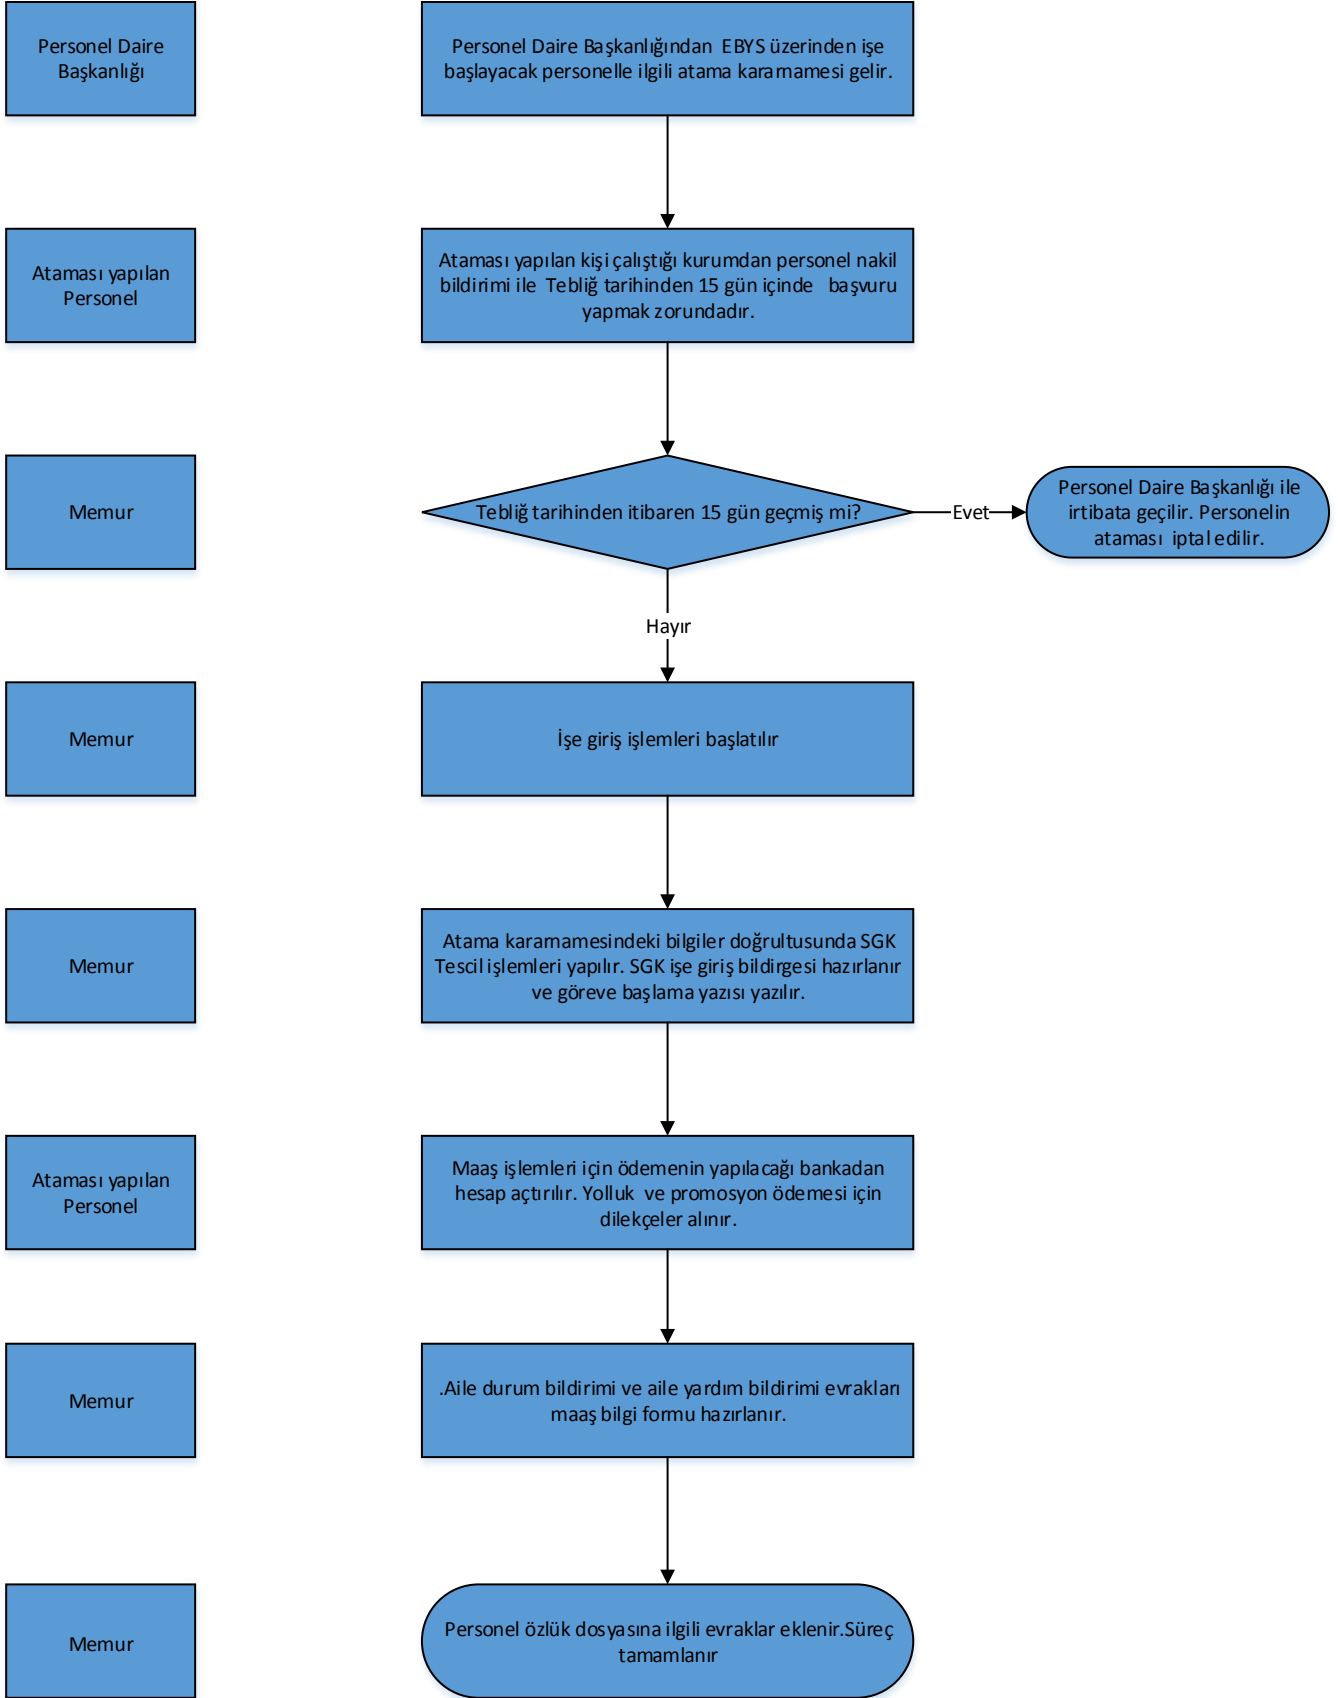 Personel Daire
Başkanlığı
Personel Daire Başkanlığından EBYS üzerinden işe
başlayacak personelle ilgili atama kararnamesi gelir.
Ataması yapılan
Personel
Ataması yapılan kişi çalıştığı kurumdan personel nakil
bildirimi ile Tebliğ tarihinden 15 gün içinde başvuru
yapmak zorundadır.
Memur
Tebliğ tarihinden itibaren 15 gün geçmiş mi?
Evet
Personel Daire Başkanlığı ile
irtibata geçilir. Personelin
ataması iptal edilir.
Hayır
Memur
İşe giriş işlemleri başlatılır
Memur
Atama kararnamesindeki bilgiler doğrultusunda SGK
Tescil işlemleri yapılır. SGK işe giriş bildirgesi hazırlanır
ve göreve başlama yazısı yazılır.
Ataması yapılan
Personel
Maaş işlemleri için ödemenin yapılacağı bankadan
hesap açtırılır. Yolluk ve promosyon ödemesi için
dilekçeler alınır.
Memur
.Aile durum bildirimi ve aile yardım bildirimi evrakları
maaş bilgi formu hazırlanır.
Memur
Personel özlük dosyasına ilgili evraklar eklenir.Süreç
tamamlanır